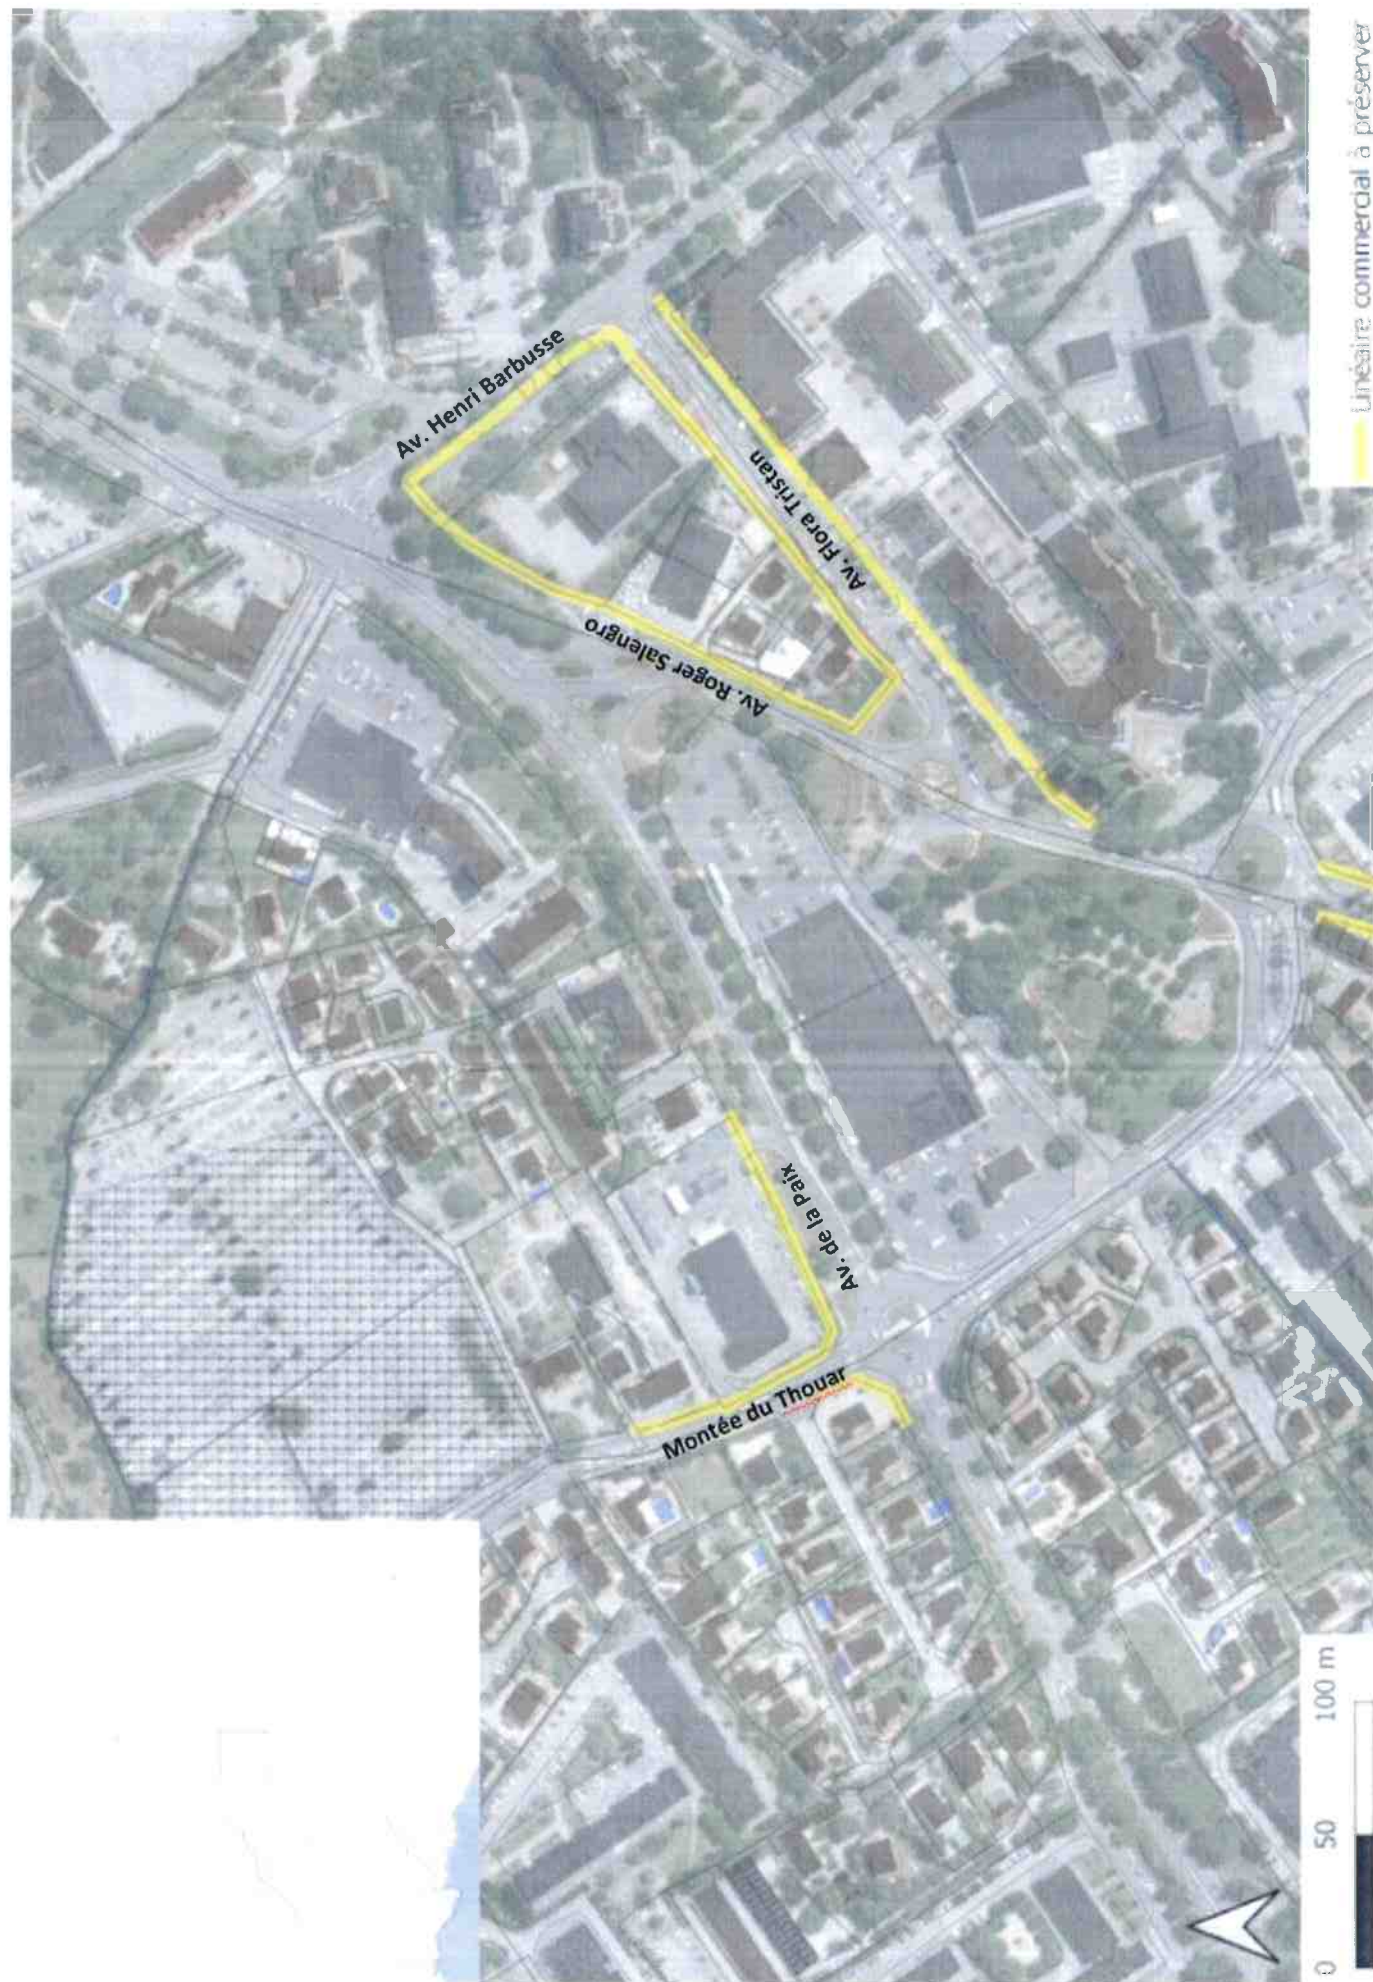 Av. Henri Barbusse
Av. Flora Tristan
Av. Roger Salengro
Av. de la Paix
Montée du Thouar
Linéaire commercial à préserver
0 50 100 m